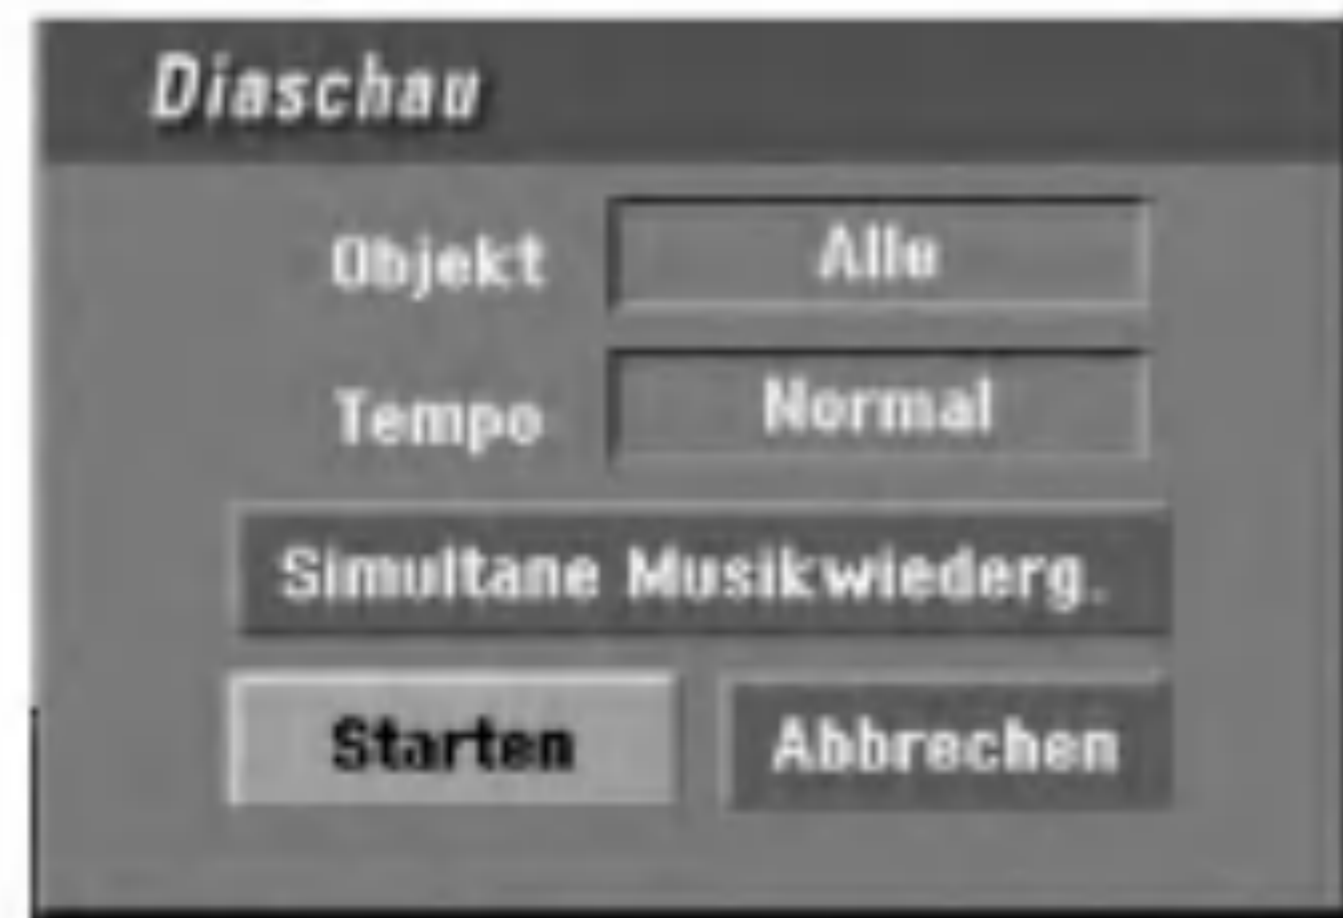 Diaschau
Objekt Alle
Tempo Normal
Simultane Musikwiederg.
Starten Abbrechen